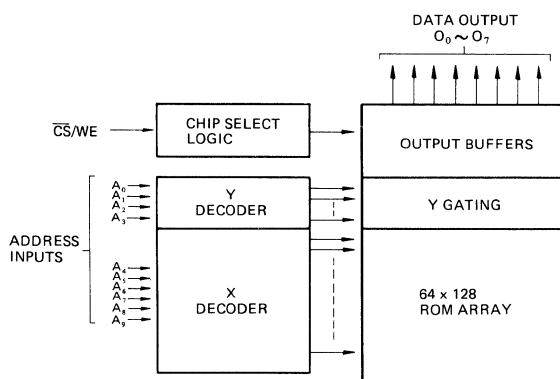 DATA OUTPUT
O₀ ~ O₇
C̅S̅/WE
CHIP SELECT
LOGIC
OUTPUT BUFFERS
A₀
A₁
A₂
A₃
Y
DECODER
Y GATING
ADDRESS
INPUTS
A₄
A₅
A₆
A₇
A₈
A₉
X
DECODER
64 x 128
ROM ARRAY